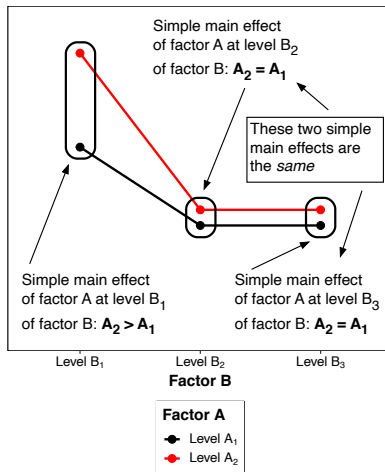 Simple main effect
of factor A at level B₂
of factor B: A₂ = A₁
These two simple
main effects are
the same
Simple main effect
of factor A at level B₁
of factor B: A₂ > A₁
Simple main effect
of factor A at level B₃
of factor B: A₂ = A₁
Level B₁ Level B₂ Level B₃
Factor B
Factor A
Level A₁
Level A₂